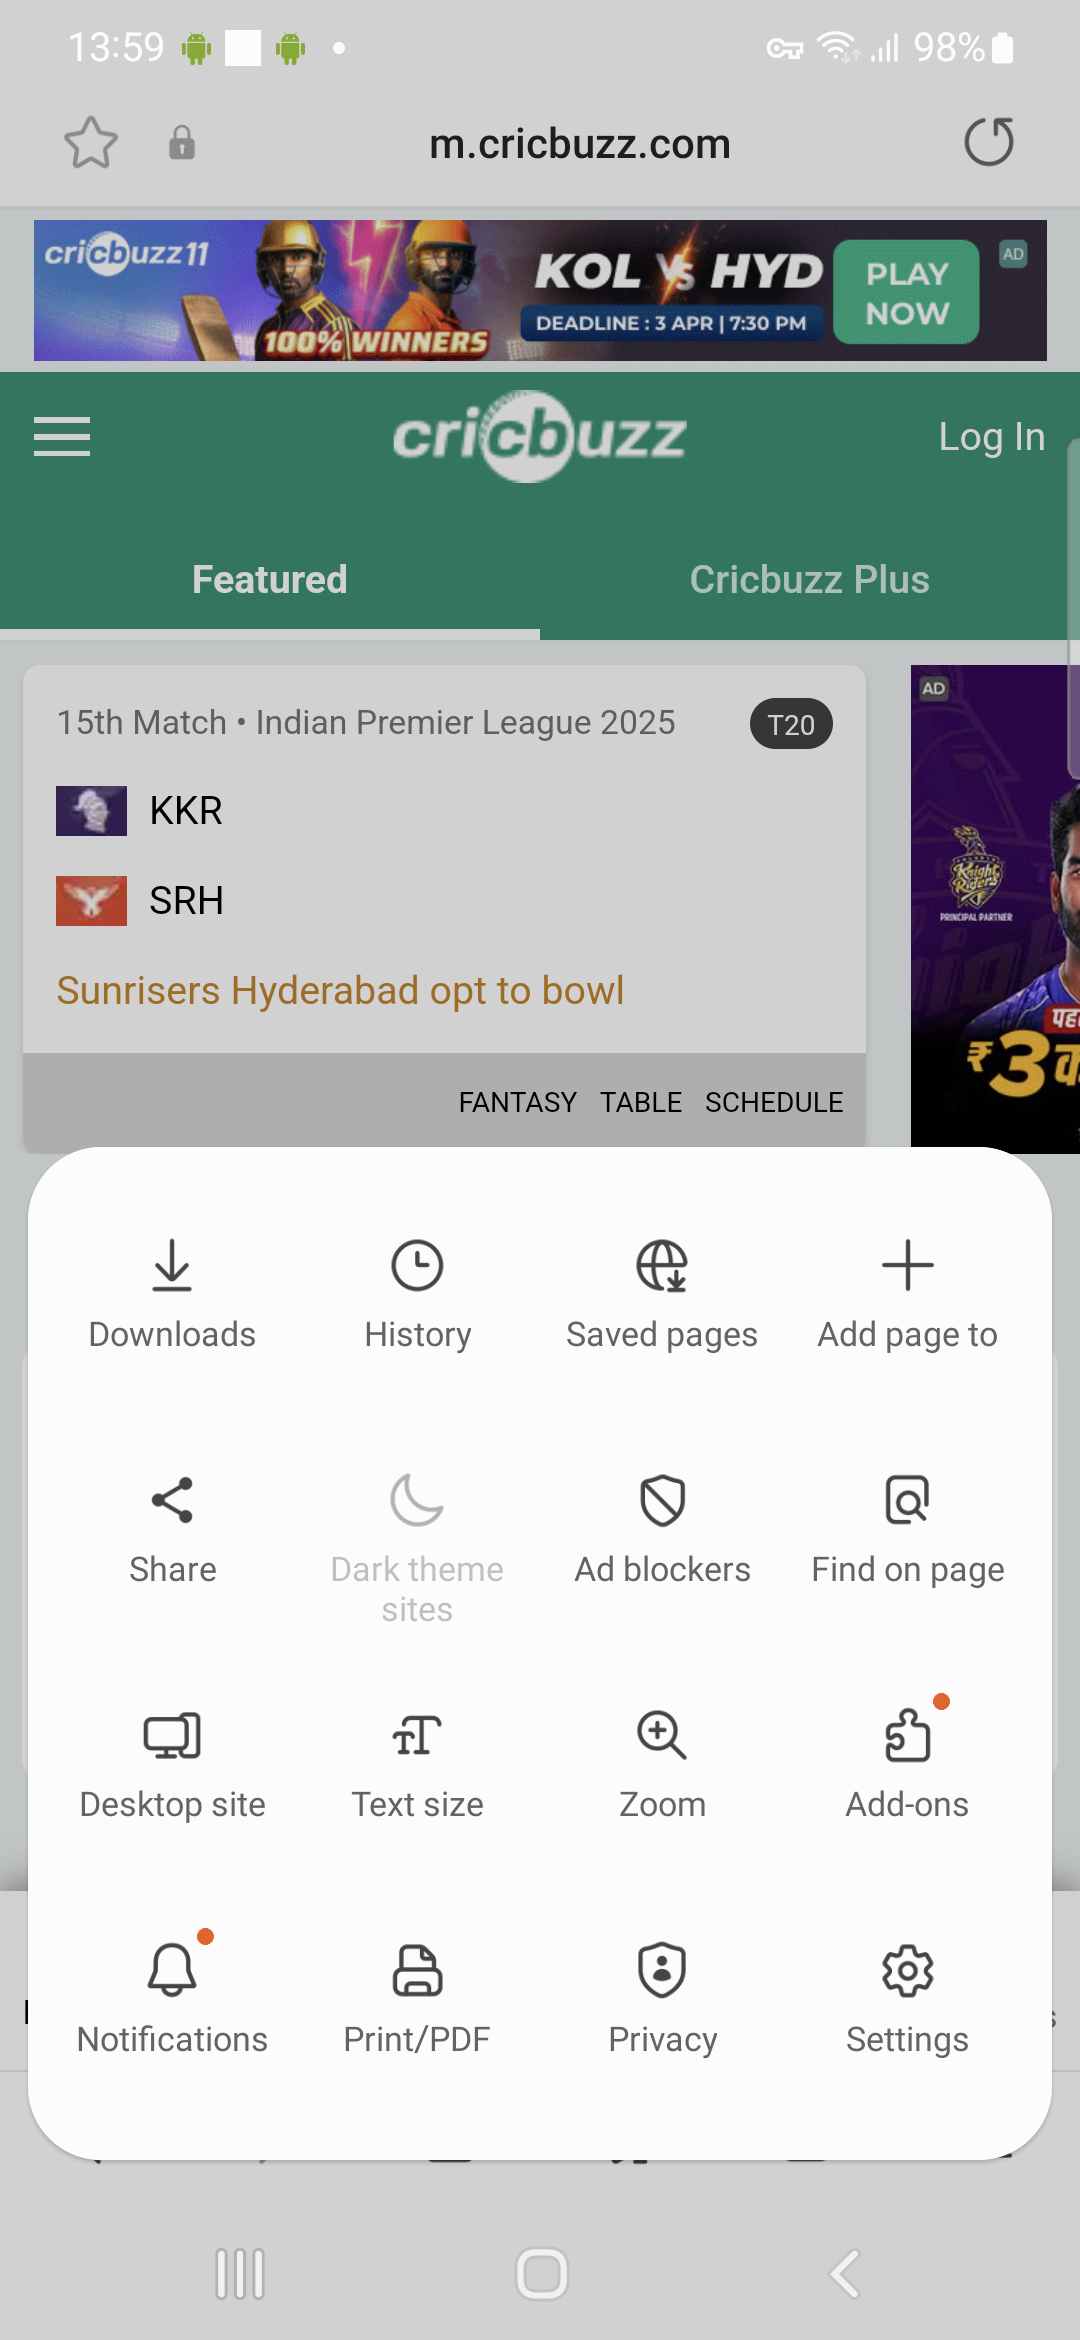 13:59
98%
m.cricbuzz.com
cricbuzz11
100% WINNERS
KOL Vs HYD
DEADLINE : 3 APR | 7:30 PM
PLAY NOW
AD
cricbuzz
Log In
Featured
Cricbuzz Plus
15th Match • Indian Premier League 2025
T20
KKR
SRH
Sunrisers Hyderabad opt to bowl
FANTASY TABLE SCHEDULE
AD
Knight Riders
PRINCIPAL PARTNER
₹3
Downloads
History
Saved pages
Add page to
Share
Dark theme sites
Ad blockers
Find on page
Desktop site
Text size
Zoom
Add-ons
Notifications
Print/PDF
Privacy
Settings